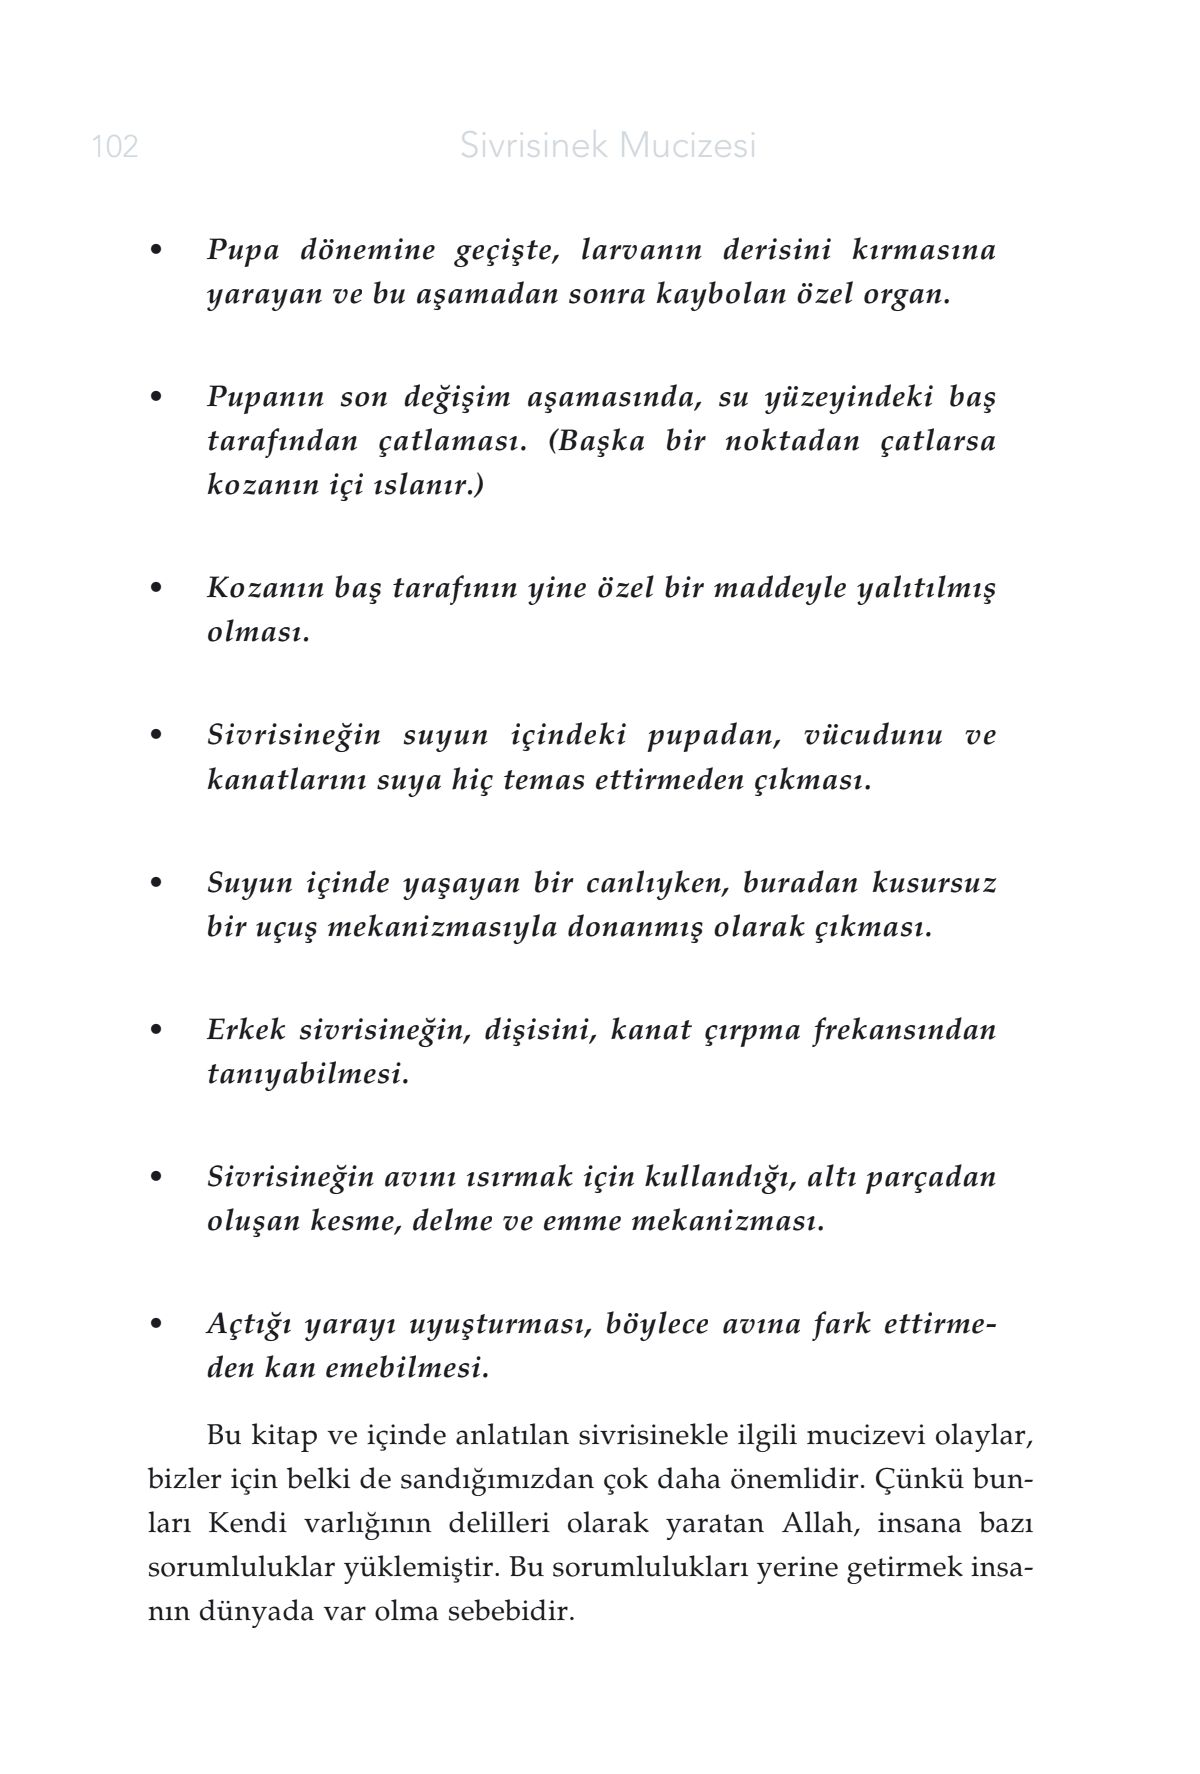 102
Sivrisinek Mucizesi
• Pupa dönemine geçişte, larvanın derisini kırmasına
yarayan ve bu aşamadan sonra kaybolan özel organ.
• Pupanın son değişim aşamasında, su yüzeyindeki baş
tarafından çatlaması. (Başka bir noktadan çatlarsa
kozanın içi ıslanır.)
• Kozanın baş tarafının yine özel bir maddeyle yalıtılmış
olması.
• Sivrisineğin suyun içindeki pupadan, vücudunu ve
kanatlarını suya hiç temas ettirmeden çıkması.
• Suyun içinde yaşayan bir canlıyken, buradan kusursuz
bir uçuş mekanizmasıyla donanmış olarak çıkması.
• Erkek sivrisineğin, dişisini, kanat çırpma frekansından
tanıyabilmesi.
• Sivrisineğin avını ısırmak için kullandığı, altı parçadan
oluşan kesme, delme ve emme mekanizması.
• Açtığı yarayı uyuşturması, böylece avına fark ettirme-
den kan emebilmesi.
Bu kitap ve içinde anlatılan sivrisinekle ilgili mucizevi olaylar,
bizler için belki de sandığımızdan çok daha önemlidir. Çünkü bun-
ları Kendi varlığının delilleri olarak yaratan Allah, insana bazı
sorumluluklar yüklemiştir. Bu sorumlulukları yerine getirmek insa-
nın dünyada var olma sebebidir.